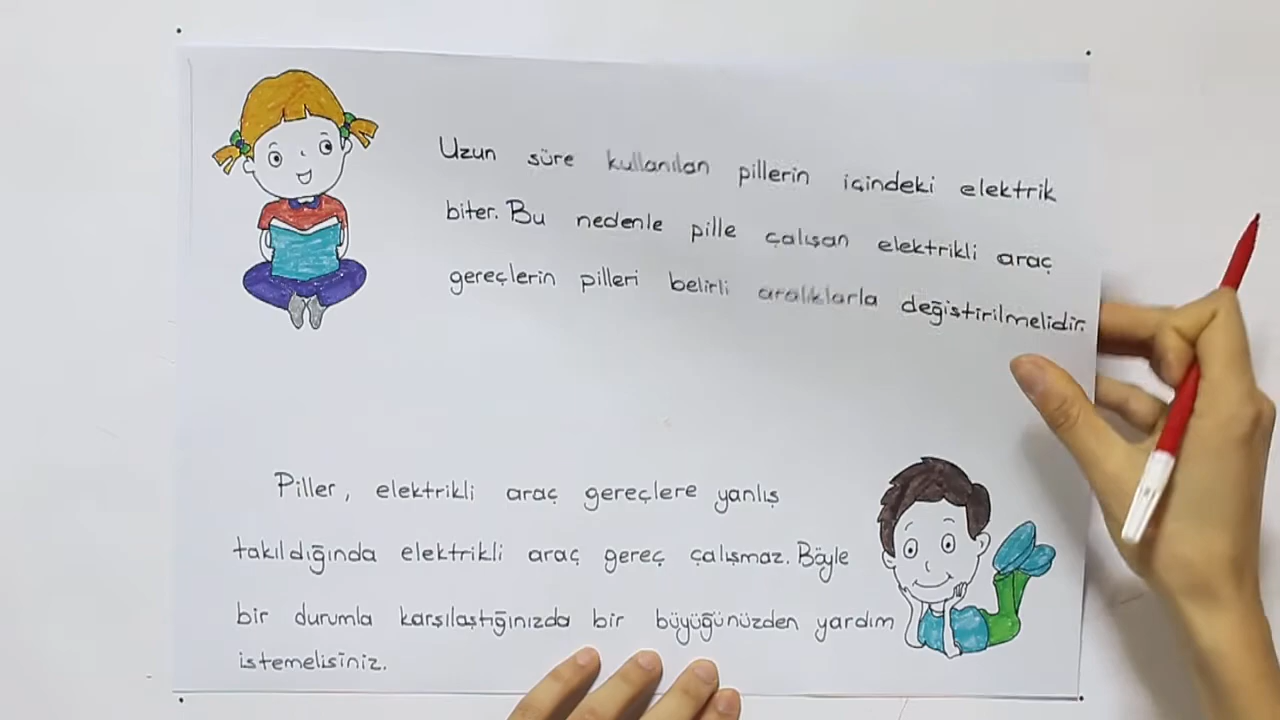 Uzun süre kullanılan pillerin içindeki elektrik
biter. Bu nedenle pille çalışan elektrikli araç
gereçlerin pilleri belirli aralıklarla değiştirilmelidir.
Piller, elektrikli araç gereçlere yanlış
takıldığında elektrikli araç gereç çalışmaz. Böyle
bir durumla karşılaştığınızda bir büyüğünüzden yardım
istemelisiniz.